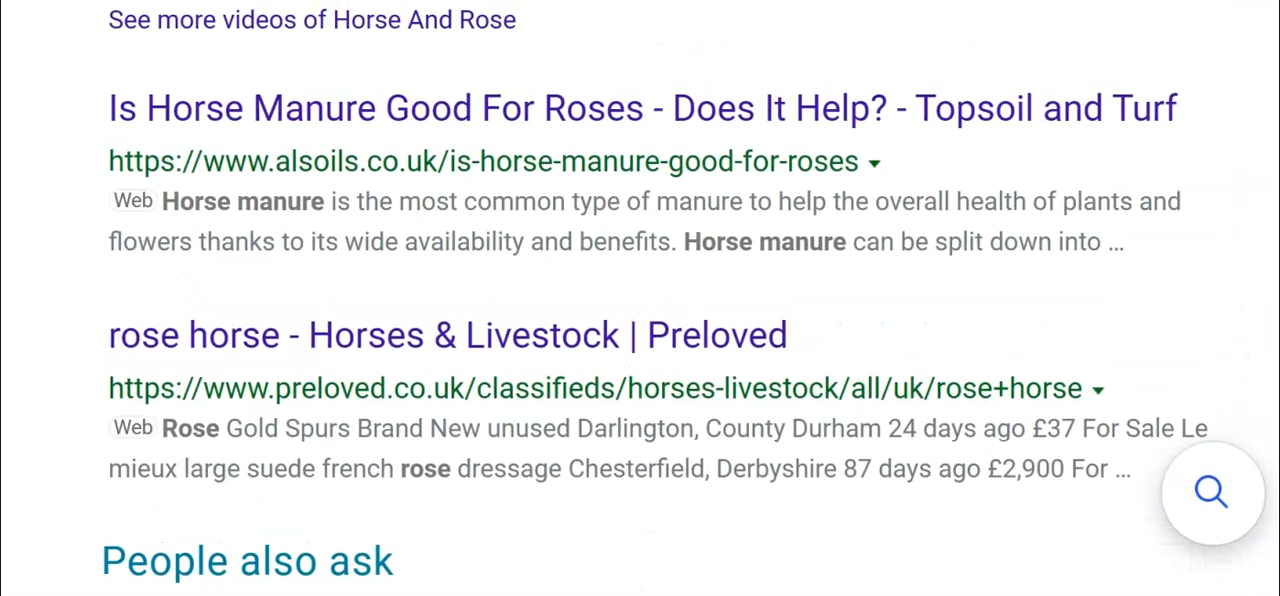 See more videos of Horse And Rose
Is Horse Manure Good For Roses - Does It Help? - Topsoil and Turf
https://www.alsoils.co.uk/is-horse-manure-good-for-roses
Web Horse manure is the most common type of manure to help the overall health of plants and
flowers thanks to its wide availability and benefits. Horse manure can be split down into ...
rose horse - Horses & Livestock | Preloved
https://www.preloved.co.uk/classifieds/horses-livestock/all/uk/rose+horse
Web Rose Gold Spurs Brand New unused Darlington, County Durham 24 days ago £37 For Sale Le
mieux large suede french rose dressage Chesterfield, Derbyshire 87 days ago £2,900 For ...
People also ask